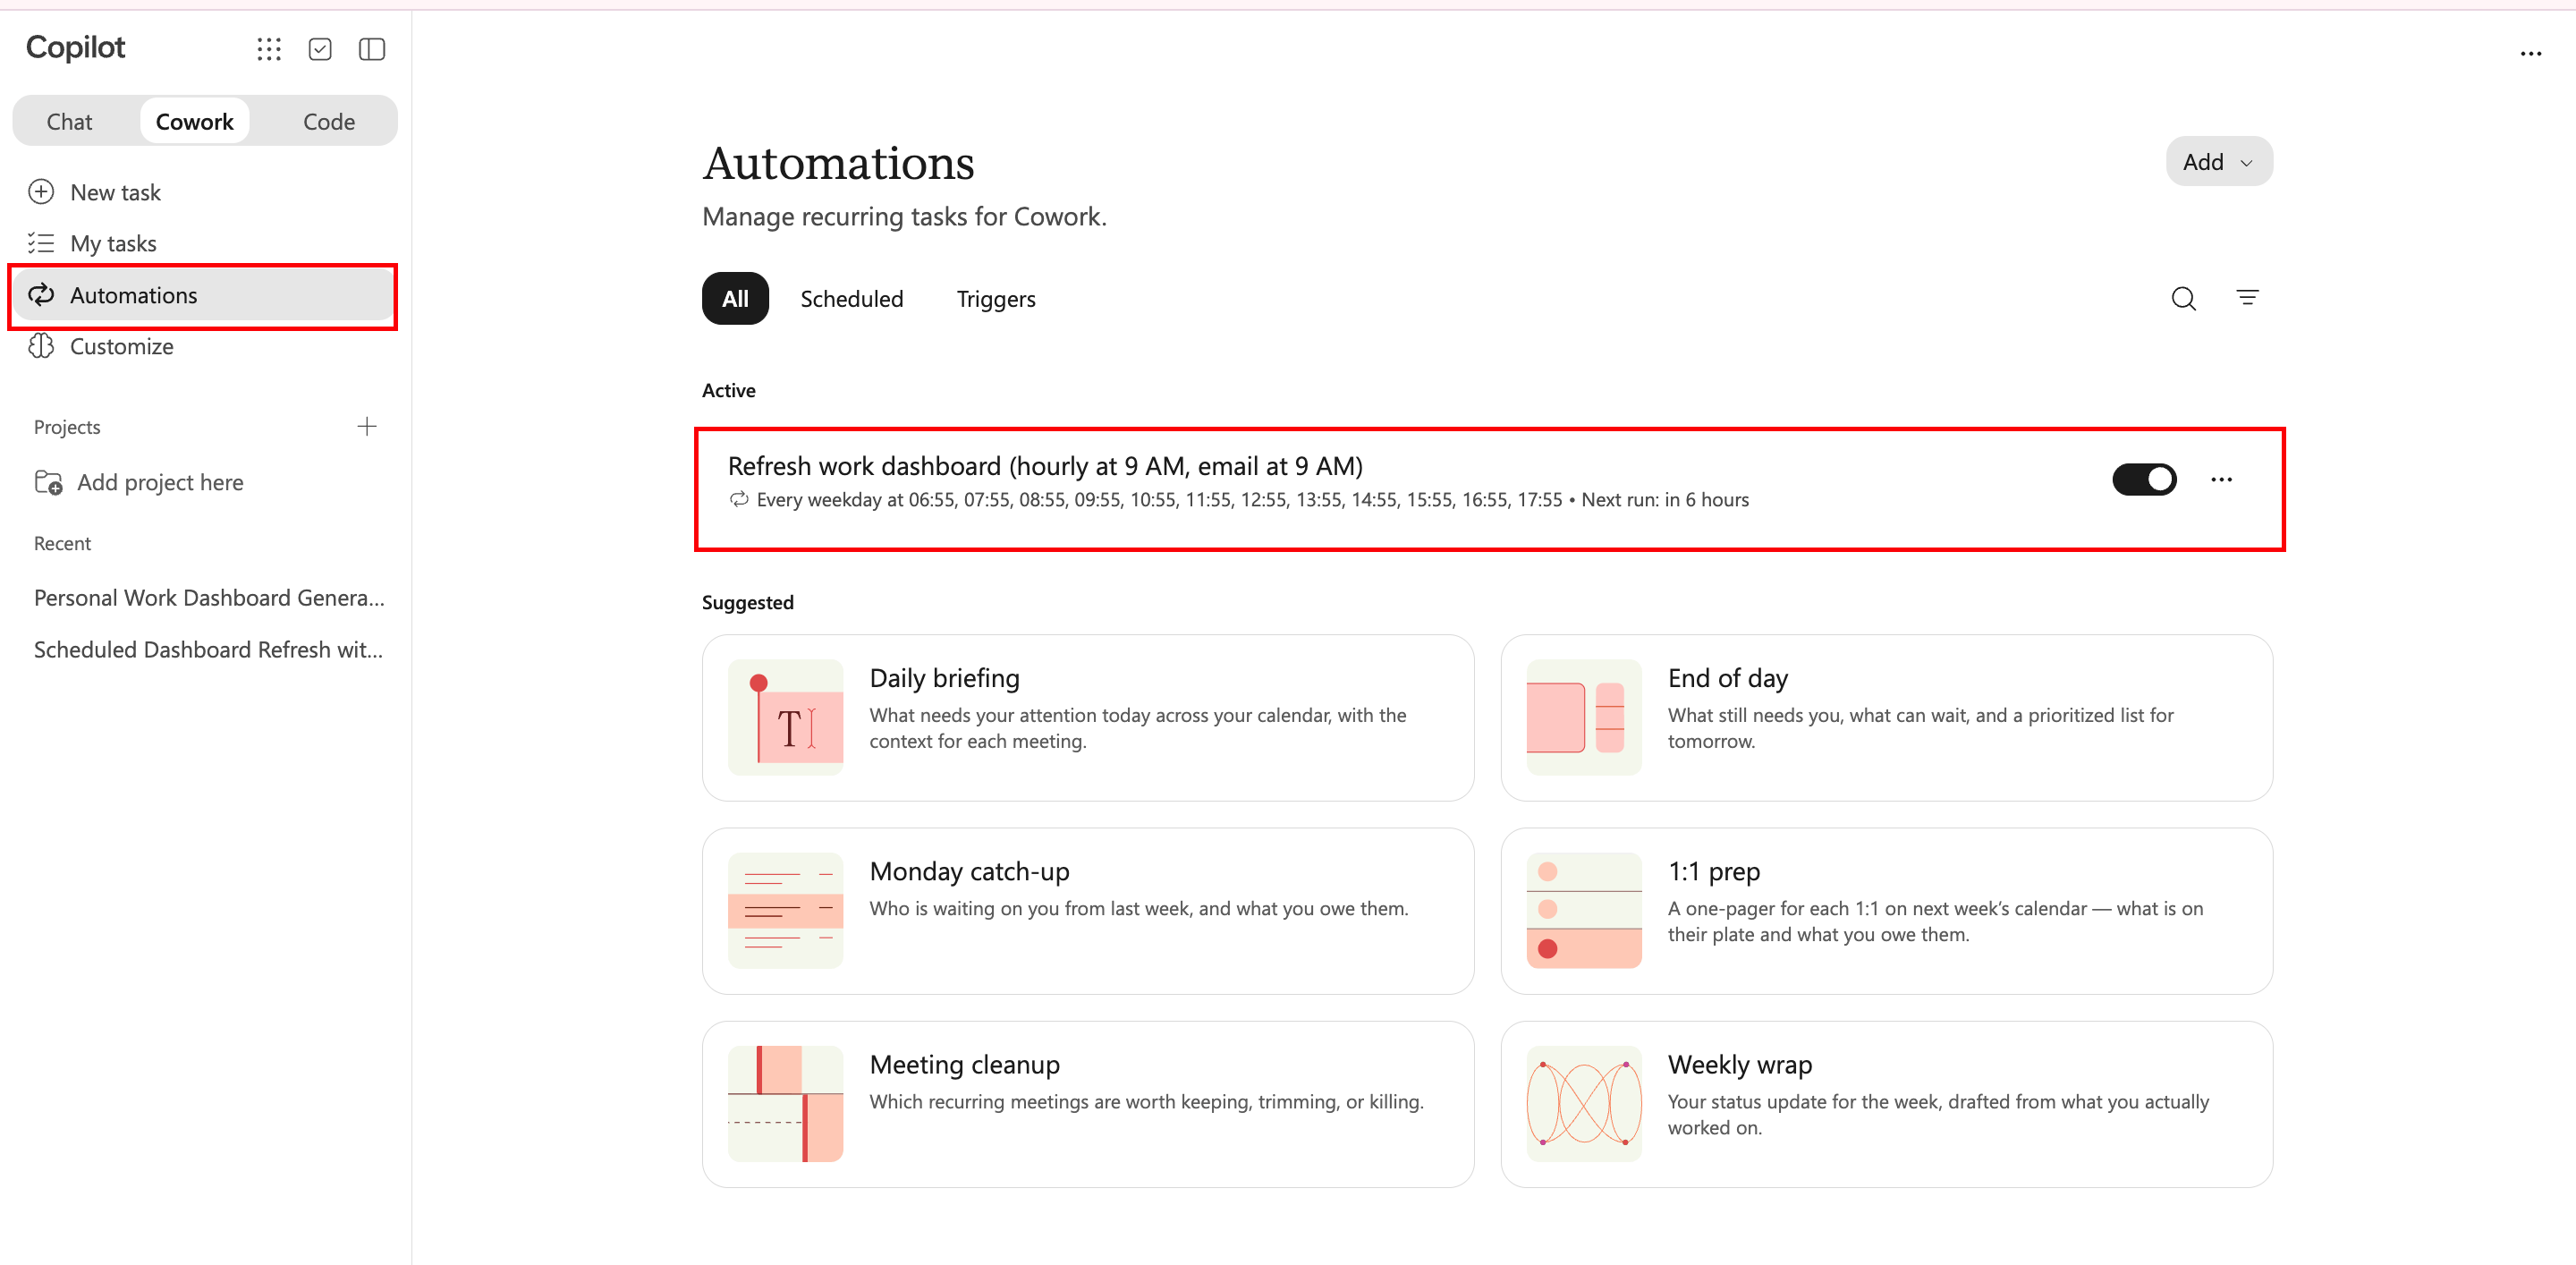 Copilot
Chat
Cowork
Code
New task
My tasks
Automations
Customize
Projects
Add project here
Recent
Personal Work Dashboard Genera...
Scheduled Dashboard Refresh wit...
Automations
Add
Manage recurring tasks for Cowork.
All
Scheduled
Triggers
Active
Refresh work dashboard (hourly at 9 AM, email at 9 AM)
Every weekday at 06:55, 07:55, 08:55, 09:55, 10:55, 11:55, 12:55, 13:55, 14:55, 15:55, 16:55, 17:55 • Next run: in 6 hours
Suggested
T
Daily briefing
What needs your attention today across your calendar, with the
context for each meeting.
End of day
What still needs you, what can wait, and a prioritized list for
tomorrow.
Monday catch-up
Who is waiting on you from last week, and what you owe them.
1:1 prep
A one-pager for each 1:1 on next week’s calendar — what is on
their plate and what you owe them.
Meeting cleanup
Which recurring meetings are worth keeping, trimming, or killing.
Weekly wrap
Your status update for the week, drafted from what you actually
worked on.